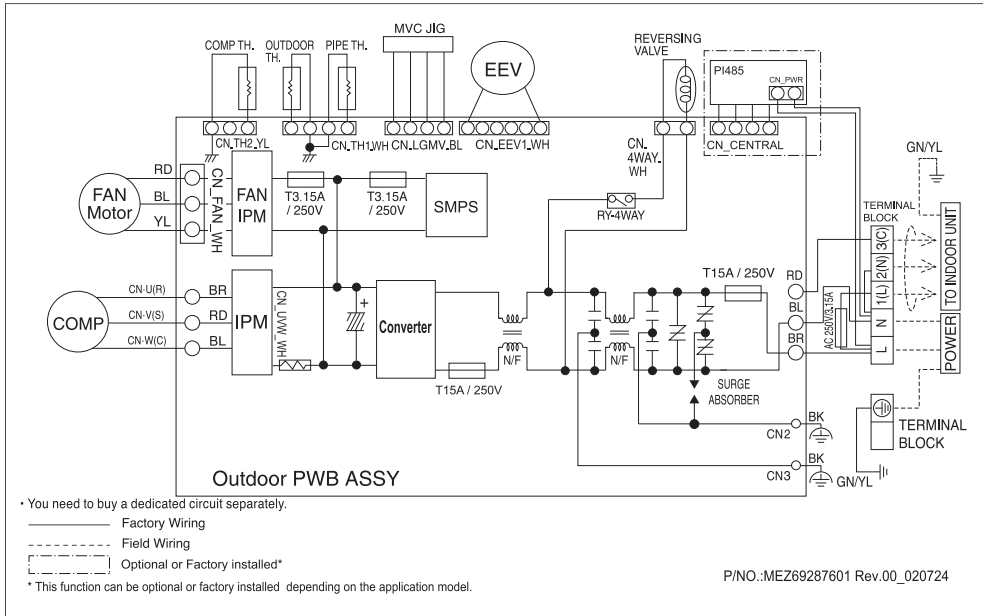 COMP TH.
OUTDOOR TH.
PIPE TH.
MVC JIG
EEV
REVERSING VALVE
PI485
CN_PWR
CN_TH2_YL
CN_TH1_WH
CN_LGMV_BL
CN_EEV1_WH
CN_ 4WAY_ WH
CN_CENTRAL
GN/YL
FAN Motor
RD
BL
YL
CN_FAN_WH
FAN IPM
T3.15A / 250V
T3.15A / 250V
SMPS
RY-4WAY
TERMINAL BLOCK
3(C)
2(N)
1(L)
N
L
TO INDOOR UNIT
POWER
AC 250V/3.15A
COMP
CN-U(R)
CN-V(S)
CN-W(C)
BR
RD
BL
IPM
CN_UVW_WH
+
Converter
T15A / 250V
N/F
N/F
T15A / 250V
RD
BL
BR
SURGE ABSORBER
CN2
BK
CN3
BK
TERMINAL BLOCK
GN/YL
Outdoor PWB ASSY
• You need to buy a dedicated circuit separately.
Factory Wiring
Field Wiring
Optional or Factory installed*
* This function can be optional or factory installed depending on the application model.
P/NO.:MEZ69287601 Rev.00_020724